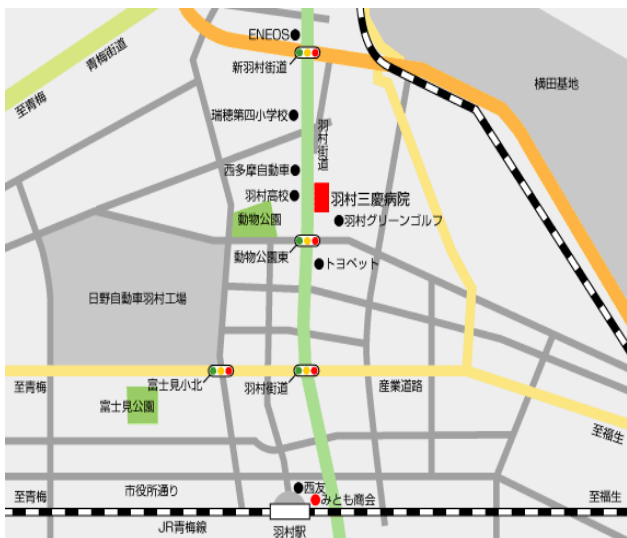 ENEOS
青梅街道
至青梅
新羽村街道
横田基地
瑞穂第四小学校
羽村街道
西多摩自動車
羽村高校
羽村三慶病院
動物公園
羽村グリーンゴルフ
動物公園東
トヨペット
日野自動車羽村工場
至青梅
富士見小北
羽村街道
産業道路
富士見公園
至福生
市役所通り
西友
至青梅
みとも商会
至福生
JR青梅線
羽村駅